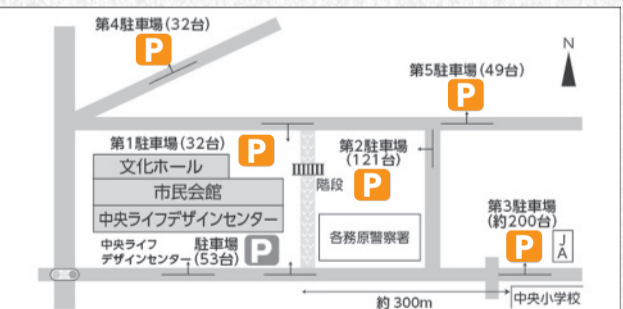 第4駐車場(32台)
P
N
第5駐車場(49台)
P
第1駐車場(32台)
P
第2駐車場
(121台)
P
階段
文化ホール
市民会館
中央ライフデザインセンター
中央ライフ
デザインセンター
駐車場
(53台)
P
各務原警察署
第3駐車場
(約200台)
P
JA
約300m
中央小学校